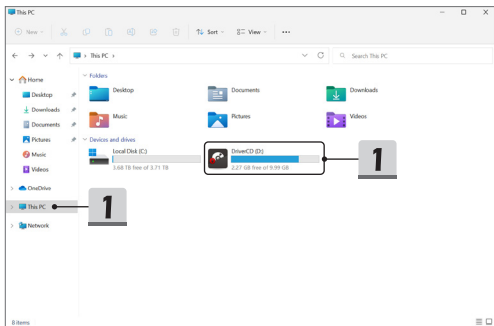 This PC
New
Sort
View
This PC
Search This PC
Home
Desktop
Downloads
Documents
Pictures
Music
Videos
OneDrive
This PC
Network
Folders
Desktop
Documents
Downloads
Music
Pictures
Videos
Devices and drives
Local Disk (C:)
3.68 TB free of 3.71 TB
DriverCD (D:)
2.27 GB free of 9.99 GB
1
1
8 items